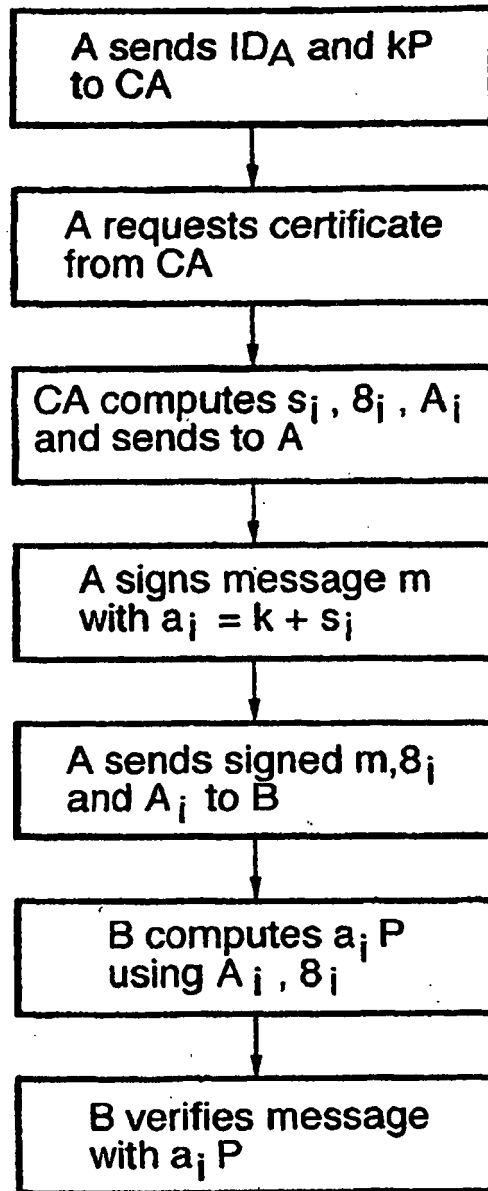 A sends IDA and kP
to CA
A requests certificate
from CA
CA computes si , 8i , Ai
and sends to A
A signs message m
with ai = k + si
A sends signed m,8i
and Ai to B
B computes ai P
using Ai , 8i
B verifies message
with ai P